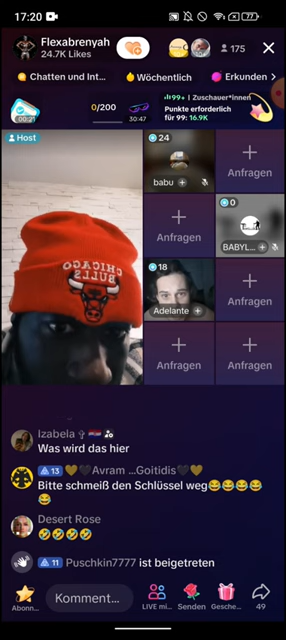 17:20
77
Flexabrenyah
24.7K Likes
175
Chatten und Int...
Wöchentlich
Erkunden
00:21
0/200
30:47
99+ | Zuschauer*innen
Punkte erforderlich
für 99: 16.9K
Host
24
babu
Anfragen
Anfragen
0
BABYL...
CHICAGO
BULLS
18
Adelante
Anfragen
Anfragen
Anfragen
Izabela
Was wird das hier
13 Avram ...Goitidis
Bitte schmeiß den Schlüssel weg😂😂😂😂
😂
Desert Rose
🤣🤣🤣🤣
11 Puschkin7777 ist beigetreten
Abonn...
Komment...
LIVE mi...
Senden
Gesche...
49